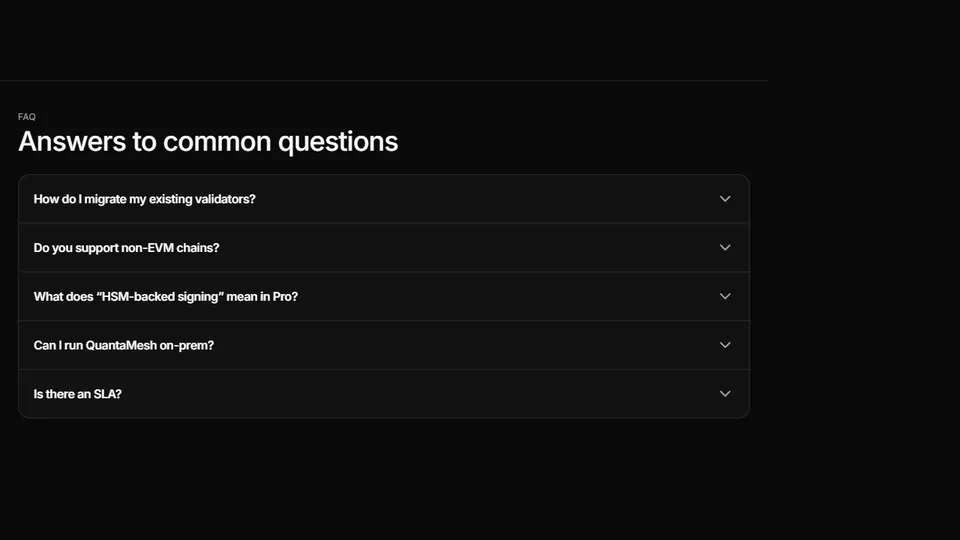 FAQ
Answers to common questions
How do I migrate my existing validators?
Do you support non-EVM chains?
What does “HSM-backed signing” mean in Pro?
Can I run QuantaMesh on-prem?
Is there an SLA?